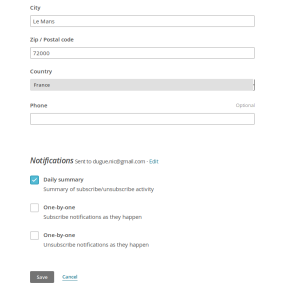 City
Le Mans
Zip / Postal code
72000
Country
France
Phone Optional
Notifications Sent to dugue.nic@gmail.com - Edit
Daily summary
Summary of subscribe/unsubscribe activity
One-by-one
Subscribe notifications as they happen
One-by-one
Unsubscribe notifications as they happen
Save Cancel